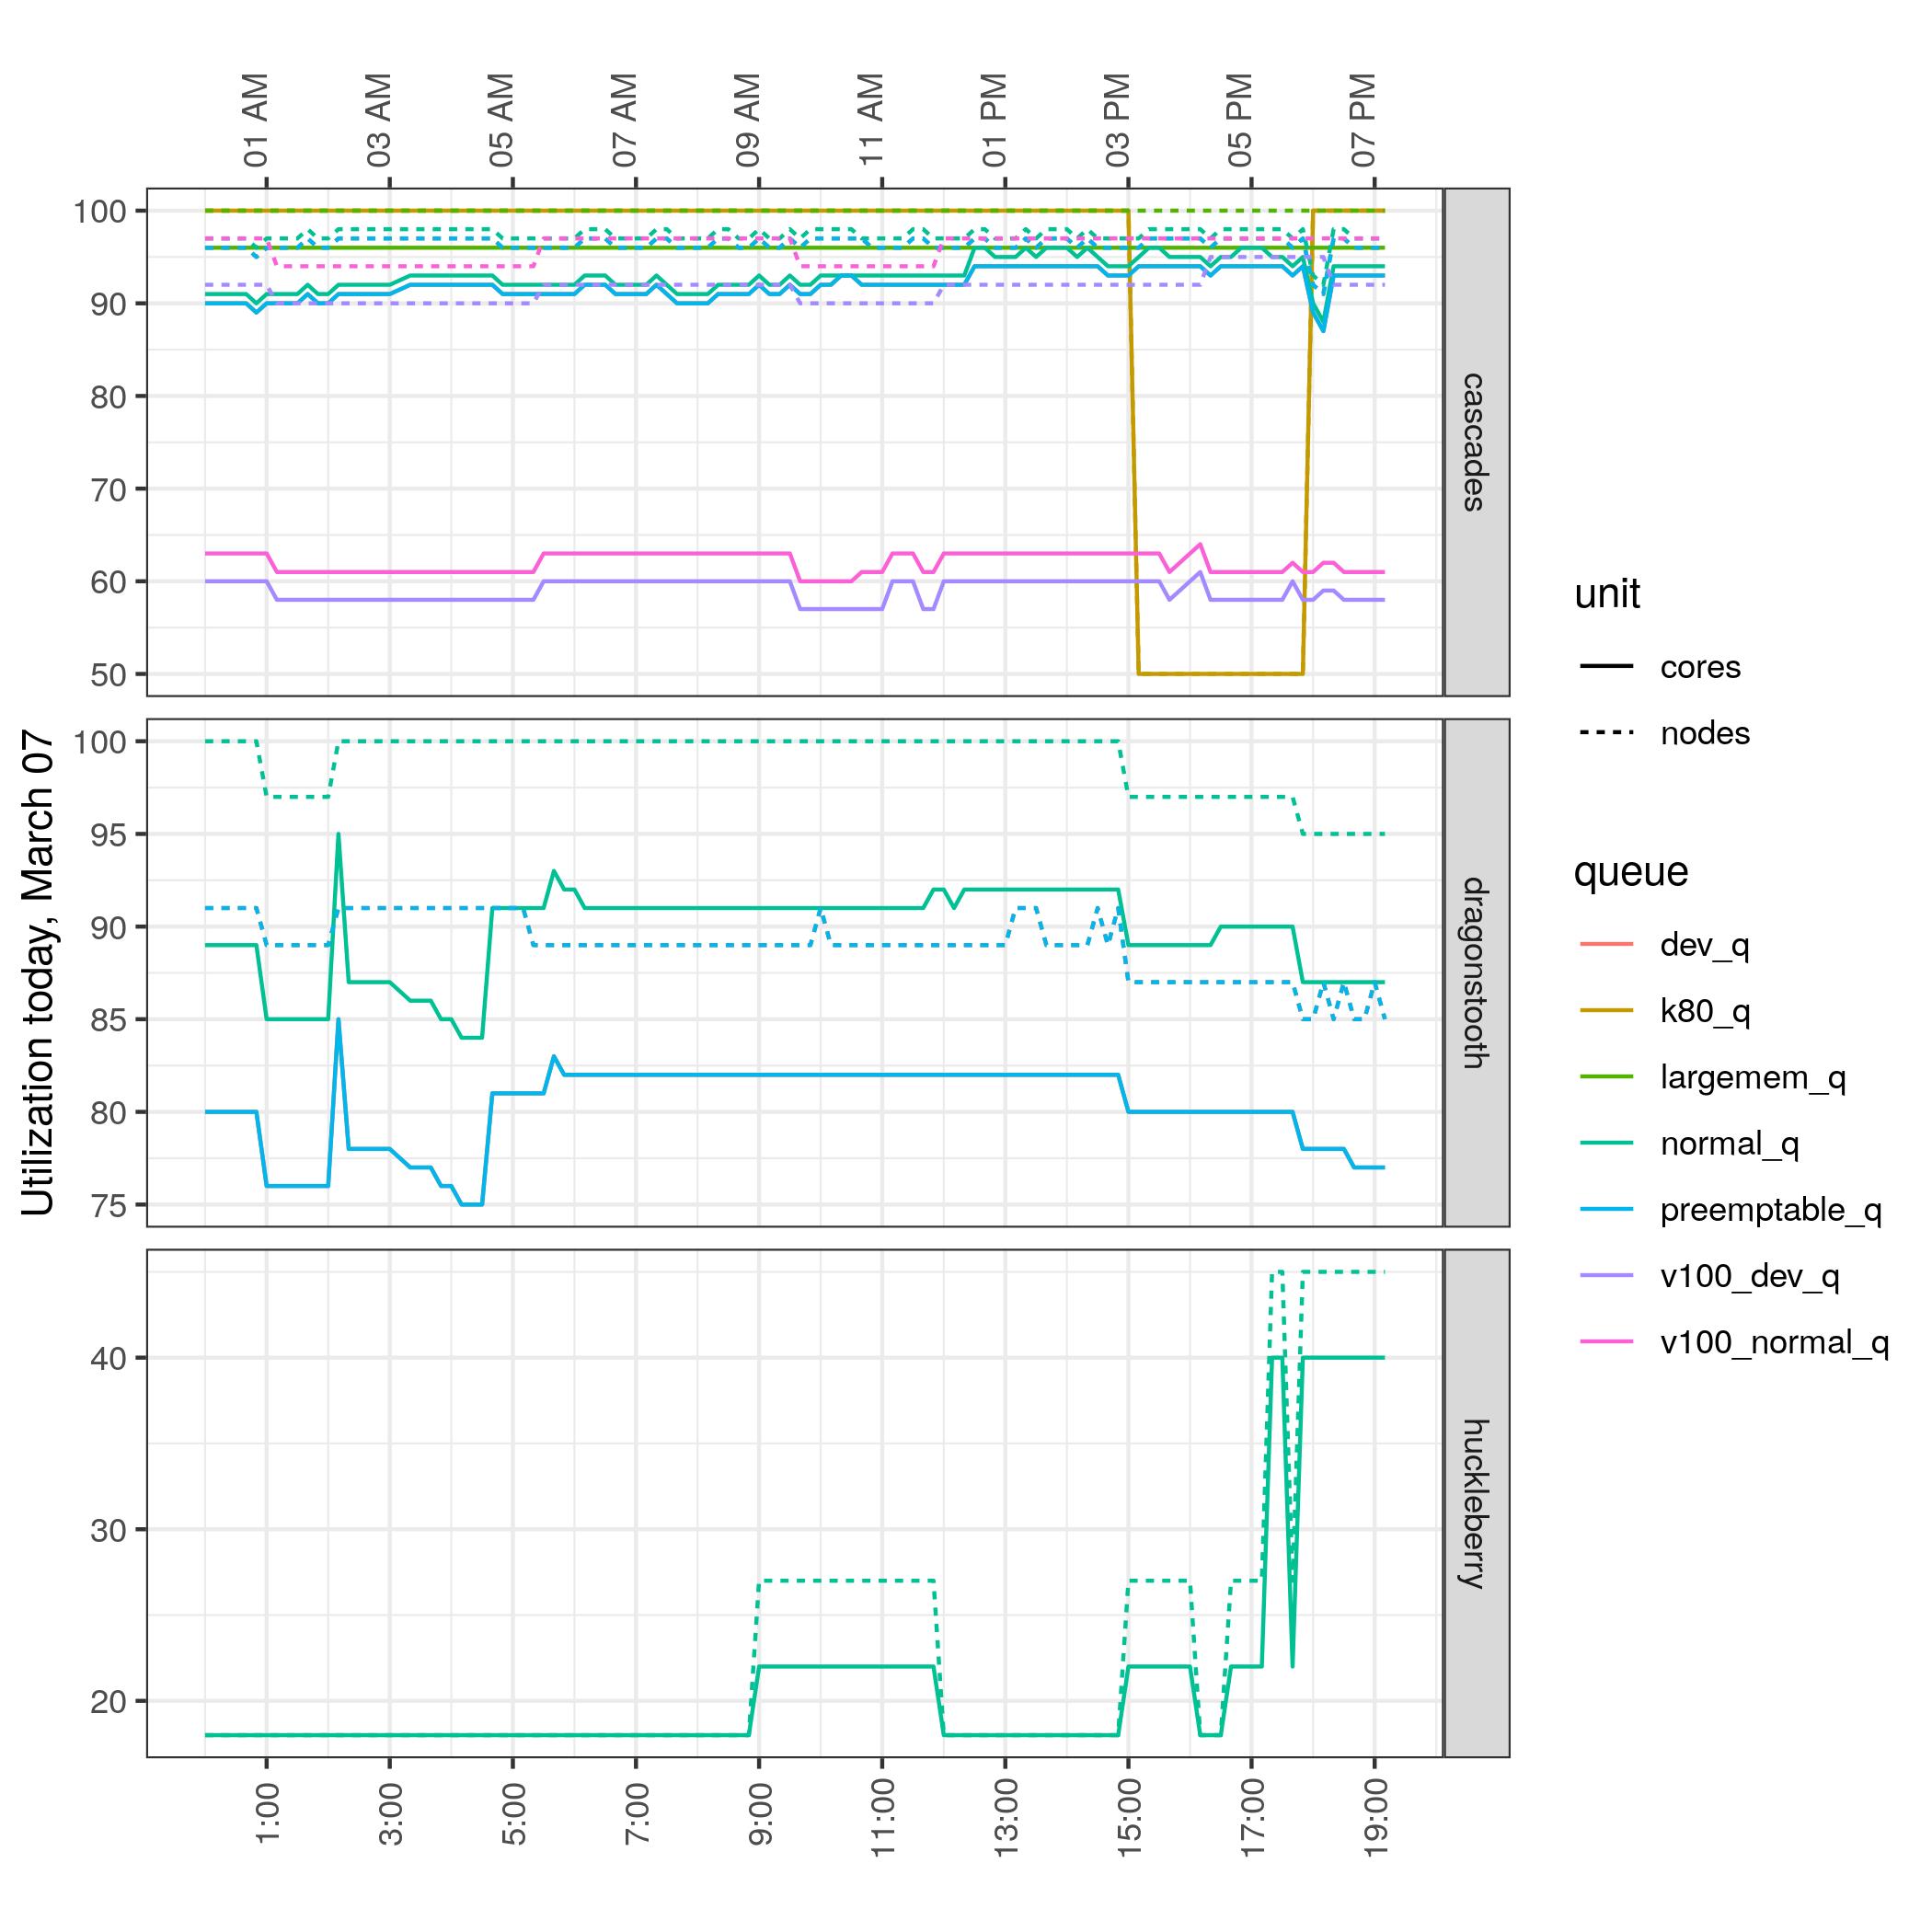 01 AM
03 AM
05 AM
07 AM
09 AM
11 AM
01 PM
03 PM
05 PM
07 PM
Utilization today, March 07
100
90
80
70
60
50
cascades
100
95
90
85
80
75
dragonstooth
40
30
20
huckleberry
1:00
3:00
5:00
7:00
9:00
11:00
13:00
15:00
17:00
19:00
unit
cores
nodes
queue
dev_q
k80_q
largemem_q
normal_q
preemptable_q
v100_dev_q
v100_normal_q